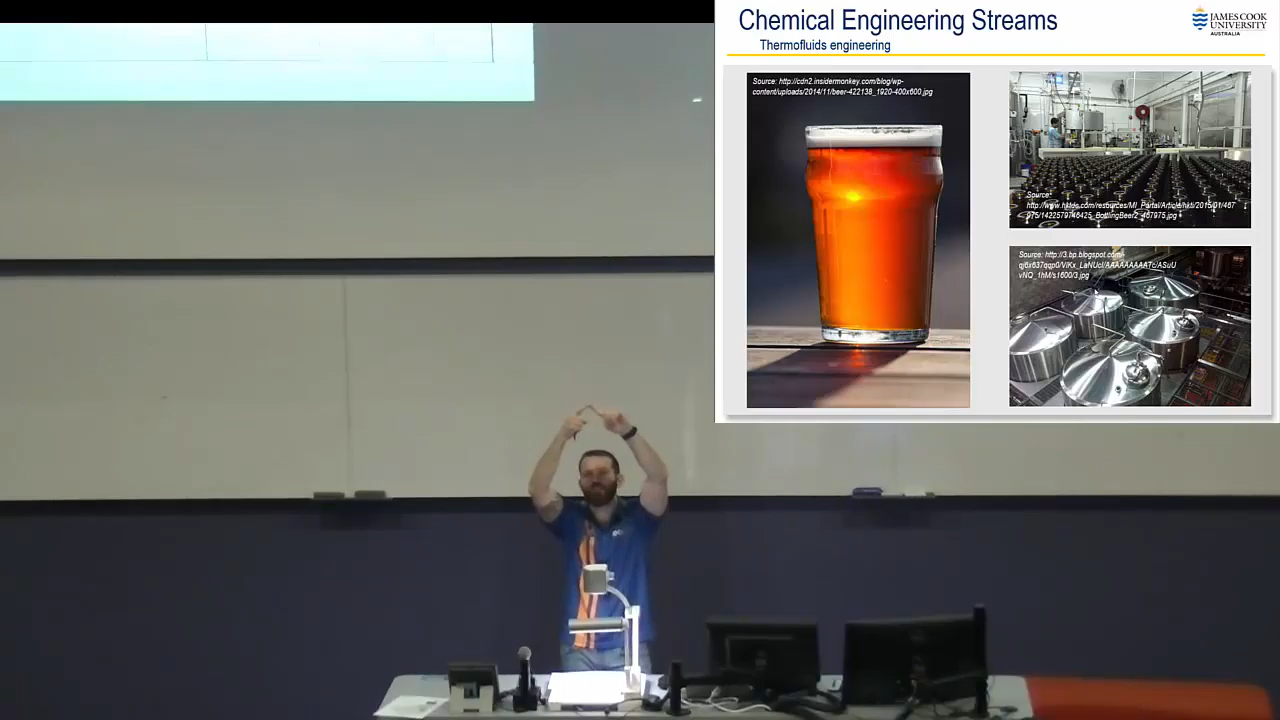 Chemical Engineering Streams
Thermofluids engineering
JAMES COOK
UNIVERSITY
AUSTRALIA
Source: http://cdn2.insidermonkey.com/blog/wp-
content/uploads/2014/11/beer-422138_1920-400x600.jpg
Source:
Source: http://3.bp.blogspot.com/-